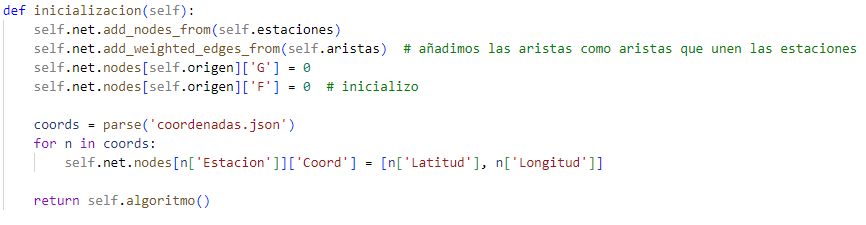 def inicializacion(self):
    self.net.add_nodes_from(self.estaciones)
    self.net.add_weighted_edges_from(self.aristas)  # añadimos las aristas como aristas que unen las estaciones
    self.net.nodes[self.origen]['G'] = 0
    self.net.nodes[self.origen]['F'] = 0  # inicializo

    coords = parse('coordenadas.json')
    for n in coords:
        self.net.nodes[n['Estacion']]['Coord'] = [n['Latitud'], n['Longitud']]

    return self.algoritmo()